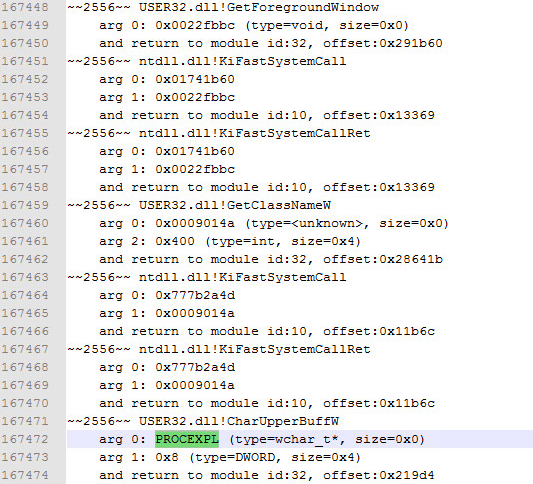 167448 ~~2556~~ USER32.dll!GetForegroundWindow
167449     arg 0: 0x0022fbbc (type=void, size=0x0)
167450     and return to module id:32, offset:0x291b60
167451 ~~2556~~ ntdll.dll!KiFastSystemCall
167452     arg 0: 0x01741b60
167453     arg 1: 0x0022fbbc
167454     and return to module id:10, offset:0x13369
167455 ~~2556~~ ntdll.dll!KiFastSystemCallRet
167456     arg 0: 0x01741b60
167457     arg 1: 0x0022fbbc
167458     and return to module id:10, offset:0x13369
167459 ~~2556~~ USER32.dll!GetClassNameW
167460     arg 0: 0x0009014a (type=<unknown>, size=0x0)
167461     arg 2: 0x400 (type=int, size=0x4)
167462     and return to module id:32, offset:0x28641b
167463 ~~2556~~ ntdll.dll!KiFastSystemCall
167464     arg 0: 0x777b2a4d
167465     arg 1: 0x0009014a
167466     and return to module id:10, offset:0x11b6c
167467 ~~2556~~ ntdll.dll!KiFastSystemCallRet
167468     arg 0: 0x777b2a4d
167469     arg 1: 0x0009014a
167470     and return to module id:10, offset:0x11b6c
167471 ~~2556~~ USER32.dll!CharUpperBuffW
167472     arg 0: PROCEXPL (type=wchar_t*, size=0x0)
167473     arg 1: 0x8 (type=DWORD, size=0x4)
167474     and return to module id:32, offset:0x219d4